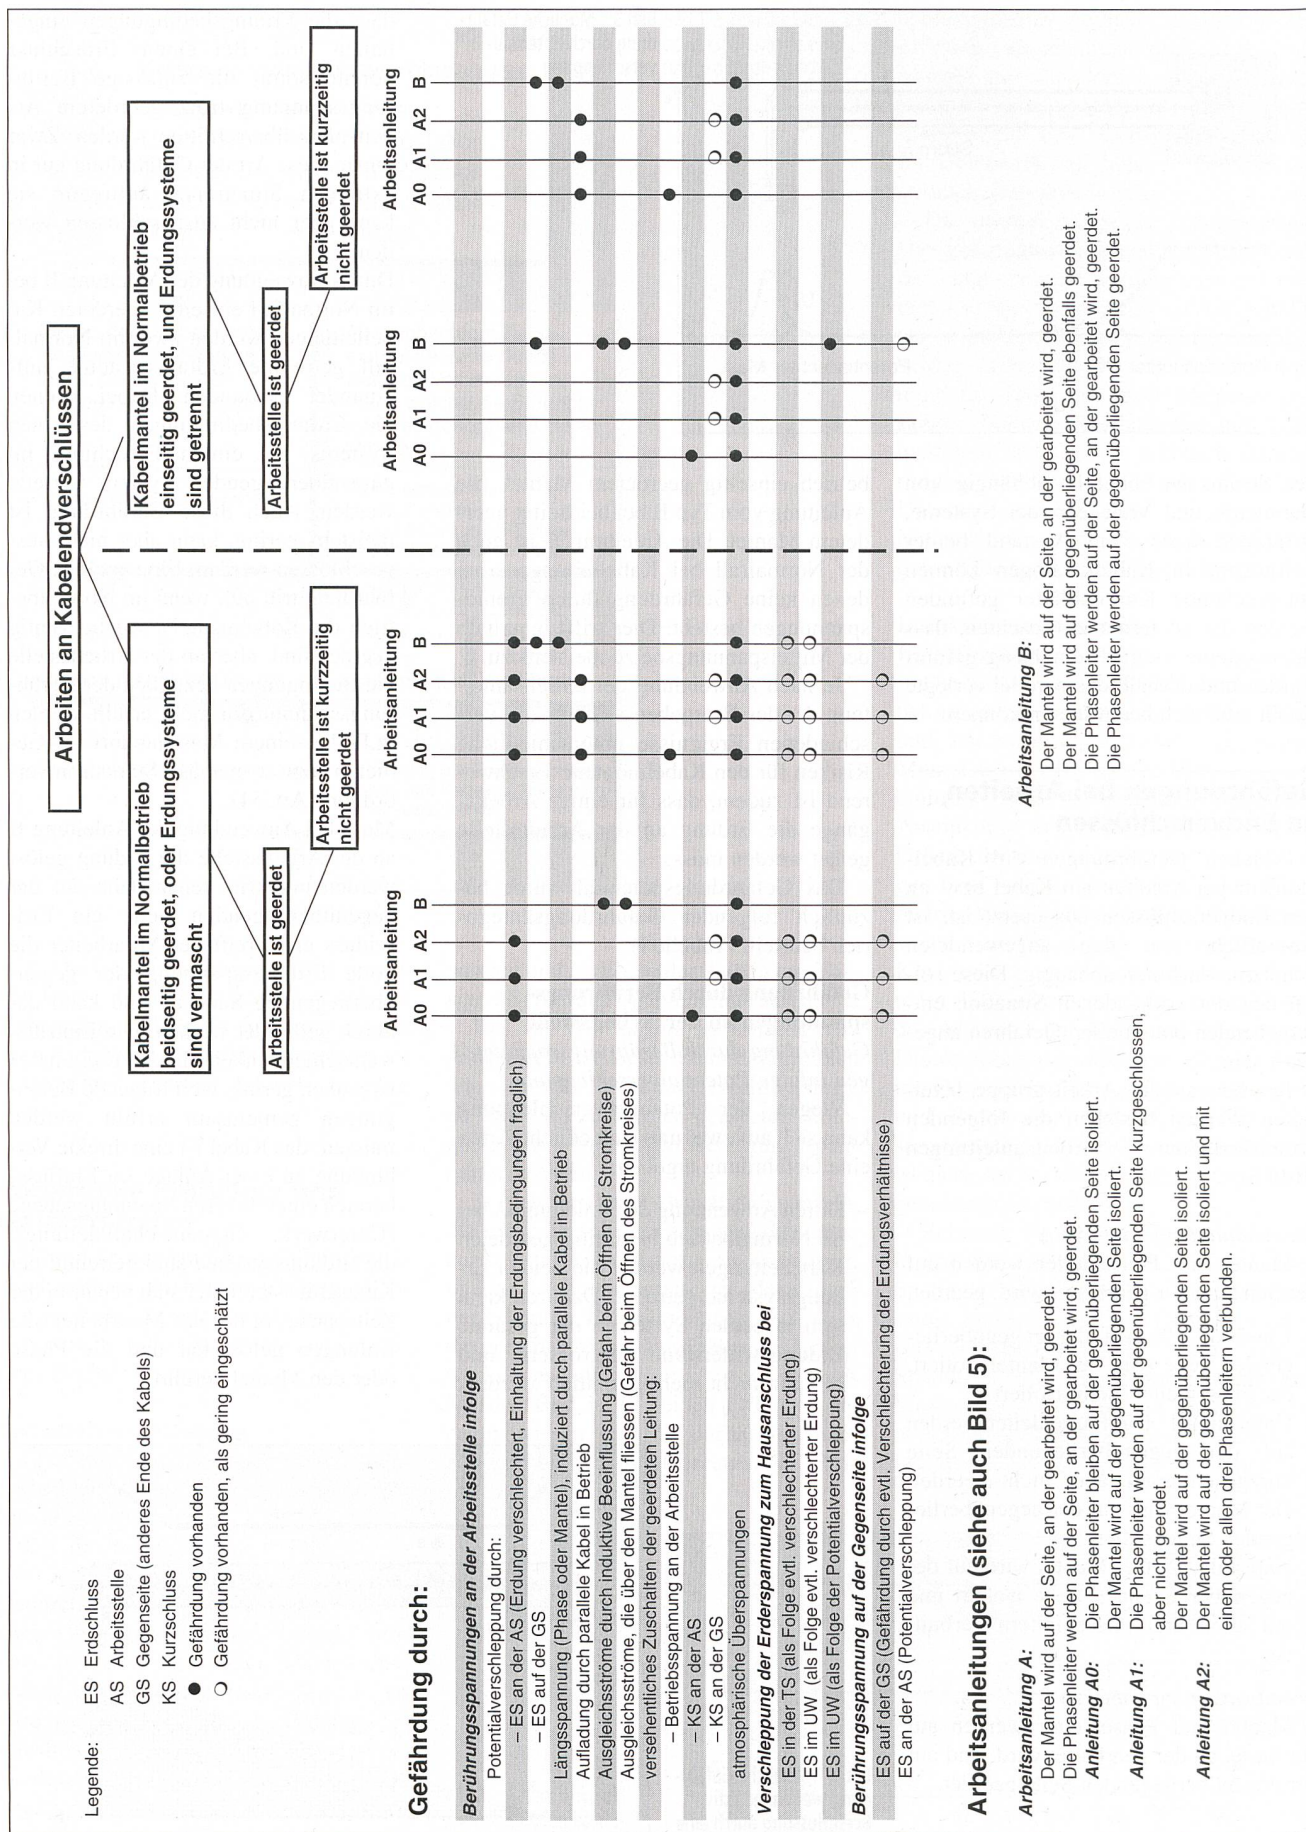 Arbeiten an Kabelendverschlüssen
Kabelmantel im Normalbetrieb
beidseitig geerdet, oder Erdungssysteme
sind vermascht
Kabelmantel im Normalbetrieb
einseitig geerdet, und Erdungssysteme
sind getrennt
Arbeitsstelle ist geerdet
Arbeitsstelle ist kurzzeitig
nicht geerdet
Arbeitsstelle ist geerdet
Arbeitsstelle ist kurzzeitig
nicht geerdet
Legende:
ES Erdschluss
AS Arbeitsstelle
GS Gegenseite (anderes Ende des Kabels)
KS Kurzschluss
● Gefährdung vorhanden
○ Gefährdung vorhanden, als gering eingeschätzt
Gefährdung durch:
Arbeitsanleitung Arbeitsanleitung Arbeitsanleitung Arbeitsanleitung
A0 A1 A2 B A0 A1 A2 B A0 A1 A2 B A0 A1 A2 B
Berührungsspannungen an der Arbeitsstelle infolge
Potentialverschleppung durch:
– ES an der AS (Erdung verschlechtert, Einhaltung der Erdungsbedingungen fraglich)
– ES auf der GS
Längsspannung (Phase oder Mantel), induziert durch parallele Kabel in Betrieb
Aufladung durch parallele Kabel in Betrieb
Ausgleichsströme durch induktive Beeinflussung (Gefahr beim Öffnen der Stromkreise)
Ausgleichsströme, die über den Mantel fliessen (Gefahr beim Öffnen des Stromkreises)
versehentliches Zuschalten der geerdeten Leitung:
– Betriebsspannung an der Arbeitsstelle
– KS an der AS
– KS an der GS
atmosphärische Überspannungen
Verschleppung der Erderspannung zum Hausanschluss bei
ES in der TS (als Folge evtl. verschlechterter Erdung)
ES im UW (als Folge evtl. verschlechterter Erdung)
ES im UW (als Folge der Potentialverschleppung)
Berührungsspannung auf der Gegenseite infolge
ES auf der GS (Gefährdung durch evtl. Verschlechterung der Erdungsverhältnisse)
ES an der AS (Potentialverschleppung)
Arbeitsanleitungen (siehe auch Bild 5):
Arbeitsanleitung A:
Der Mantel wird auf der Seite, an der gearbeitet wird, geerdet.
Die Phasenleiter werden auf der Seite, an der gearbeitet wird, geerdet.
Anleitung A0: Die Phasenleiter bleiben auf der gegenüberliegenden Seite isoliert.
Der Mantel wird auf der gegenüberliegenden Seite isoliert.
Anleitung A1: Die Phasenleiter werden auf der gegenüberliegenden Seite kurzgeschlossen,
aber nicht geerdet.
Der Mantel wird auf der gegenüberliegenden Seite isoliert.
Anleitung A2: Der Mantel wird auf der gegenüberliegenden Seite isoliert und mit
einem oder allen drei Phasenleitern verbunden.
Arbeitsanleitung B:
Der Mantel wird auf der Seite, an der gearbeitet wird, geerdet.
Der Mantel wird auf der gegenüberliegenden Seite ebenfalls geerdet.
Die Phasenleiter werden auf der Seite, an der gearbeitet wird, geerdet.
Die Phasenleiter werden auf der gegenüberliegenden Seite geerdet.